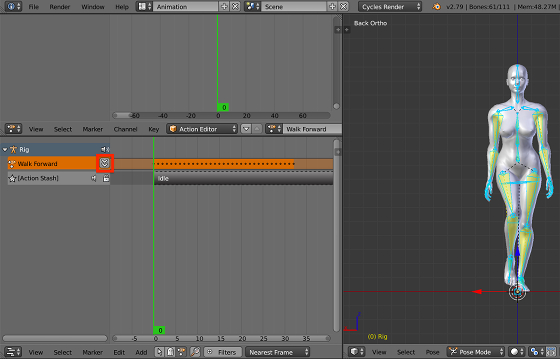 File Render Window Help Animation Scene Cycles Render v2.79 | Bones:61/111 | Mem:48.27M
Back Ortho
-60 -40 -20 0 20 40 60
0
View Select Marker Channel Key Action Editor Walk Forward
Rig
Walk Forward
[Action Stash] Idle
(0) Rig
0
-5 5 10 15 20 25 30 35
View Select Marker Edit Add Filters Nearest Frame View Select Pose Pose Mode